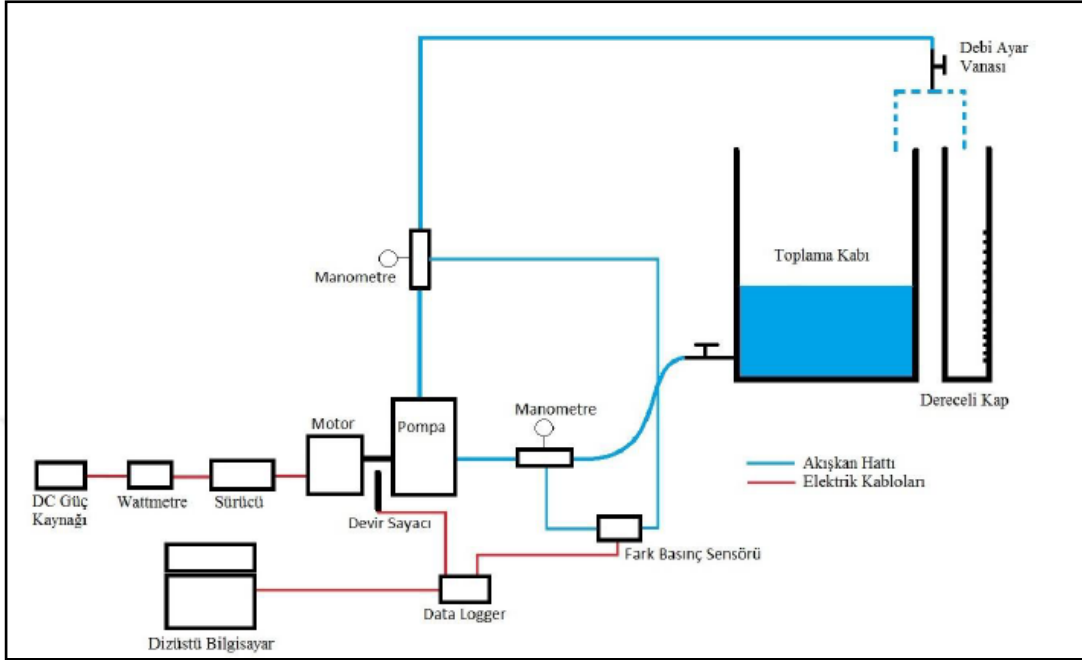 Debi Ayar
Vanası
Manometre
Toplama Kabı
Dereceli Kap
Manometre
Motor
Pompa
Akışkan Hattı
Elektrik Kabloları
DC Güç
Kaynağı
Wattmetre
Sürücü
Devir Sayacı
Fark Basınç Sensörü
Data Logger
Dizüstü Bilgisayar